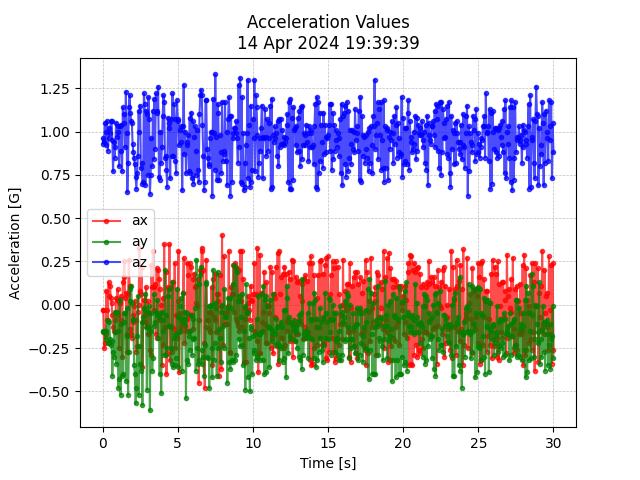 Acceleration Values
14 Apr 2024 19:39:39
Acceleration [G]
1.25
1.00
0.75
0.50
0.25
0.00
−0.25
−0.50
ax
ay
az
0
5
10
15
20
25
30
Time [s]